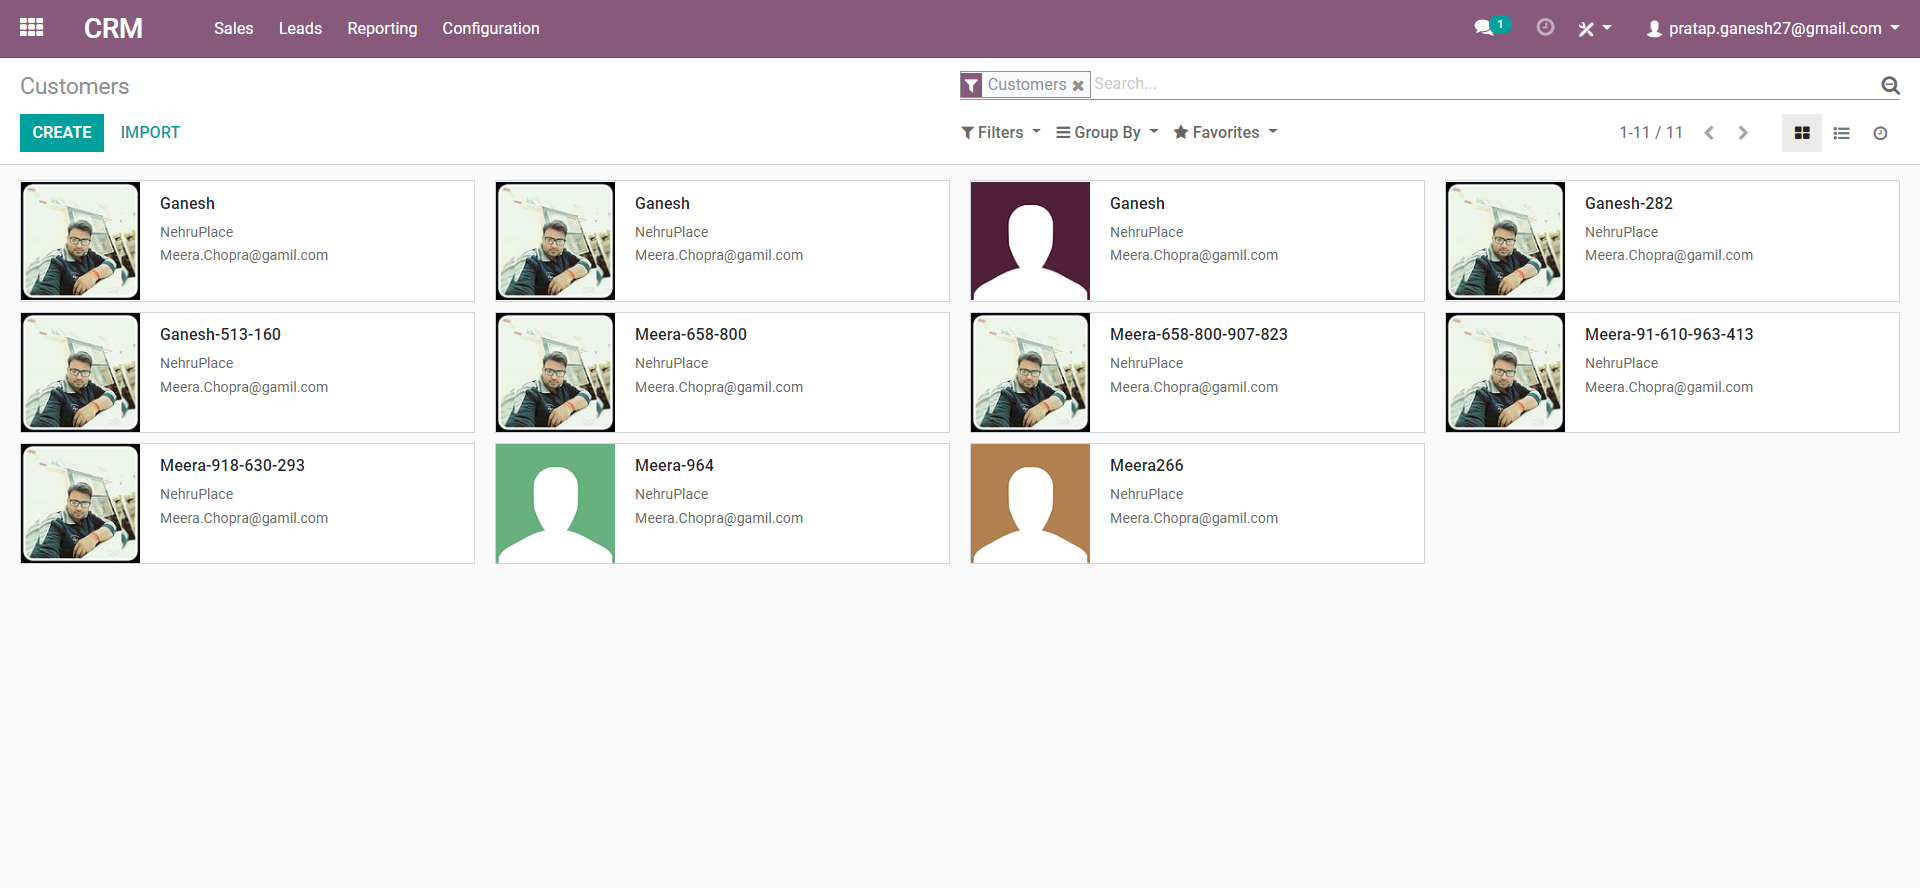 CRM Sales Leads Reporting Configuration 1 pratap.ganesh27@gmail.com
Customers
Customers Search...
CREATE IMPORT
Filters Group By Favorites 1-11 / 11
Ganesh
NehruPlace
Meera.Chopra@gamil.com
Ganesh
NehruPlace
Meera.Chopra@gamil.com
Ganesh
NehruPlace
Meera.Chopra@gamil.com
Ganesh-282
NehruPlace
Meera.Chopra@gamil.com
Ganesh-513-160
NehruPlace
Meera.Chopra@gamil.com
Meera-658-800
NehruPlace
Meera.Chopra@gamil.com
Meera-658-800-907-823
NehruPlace
Meera.Chopra@gamil.com
Meera-91-610-963-413
NehruPlace
Meera.Chopra@gamil.com
Meera-918-630-293
NehruPlace
Meera.Chopra@gamil.com
Meera-964
NehruPlace
Meera.Chopra@gamil.com
Meera266
NehruPlace
Meera.Chopra@gamil.com